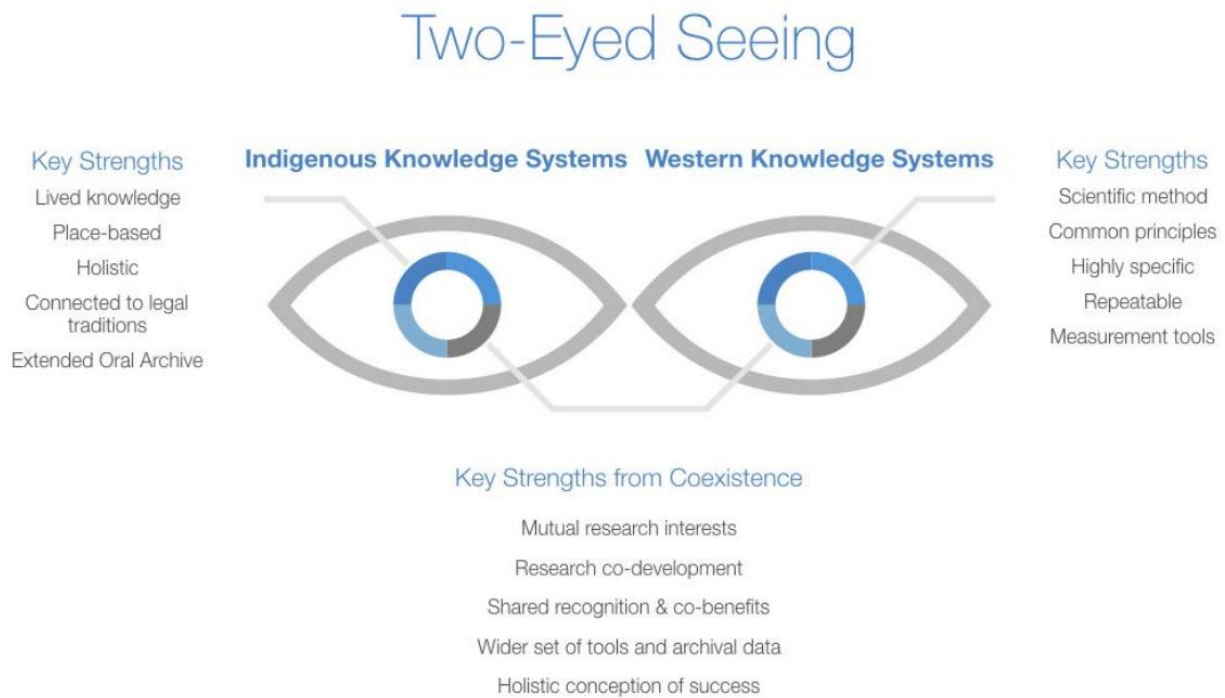 Two-Eyed Seeing
Key Strengths
Lived knowledge
Place-based
Holistic
Connected to legal
traditions
Extended Oral Archive
Indigenous Knowledge Systems
Western Knowledge Systems
Key Strengths
Scientific method
Common principles
Highly specific
Repeatable
Measurement tools
Key Strengths from Coexistence
Mutual research interests
Research co-development
Shared recognition & co-benefits
Wider set of tools and archival data
Holistic conception of success